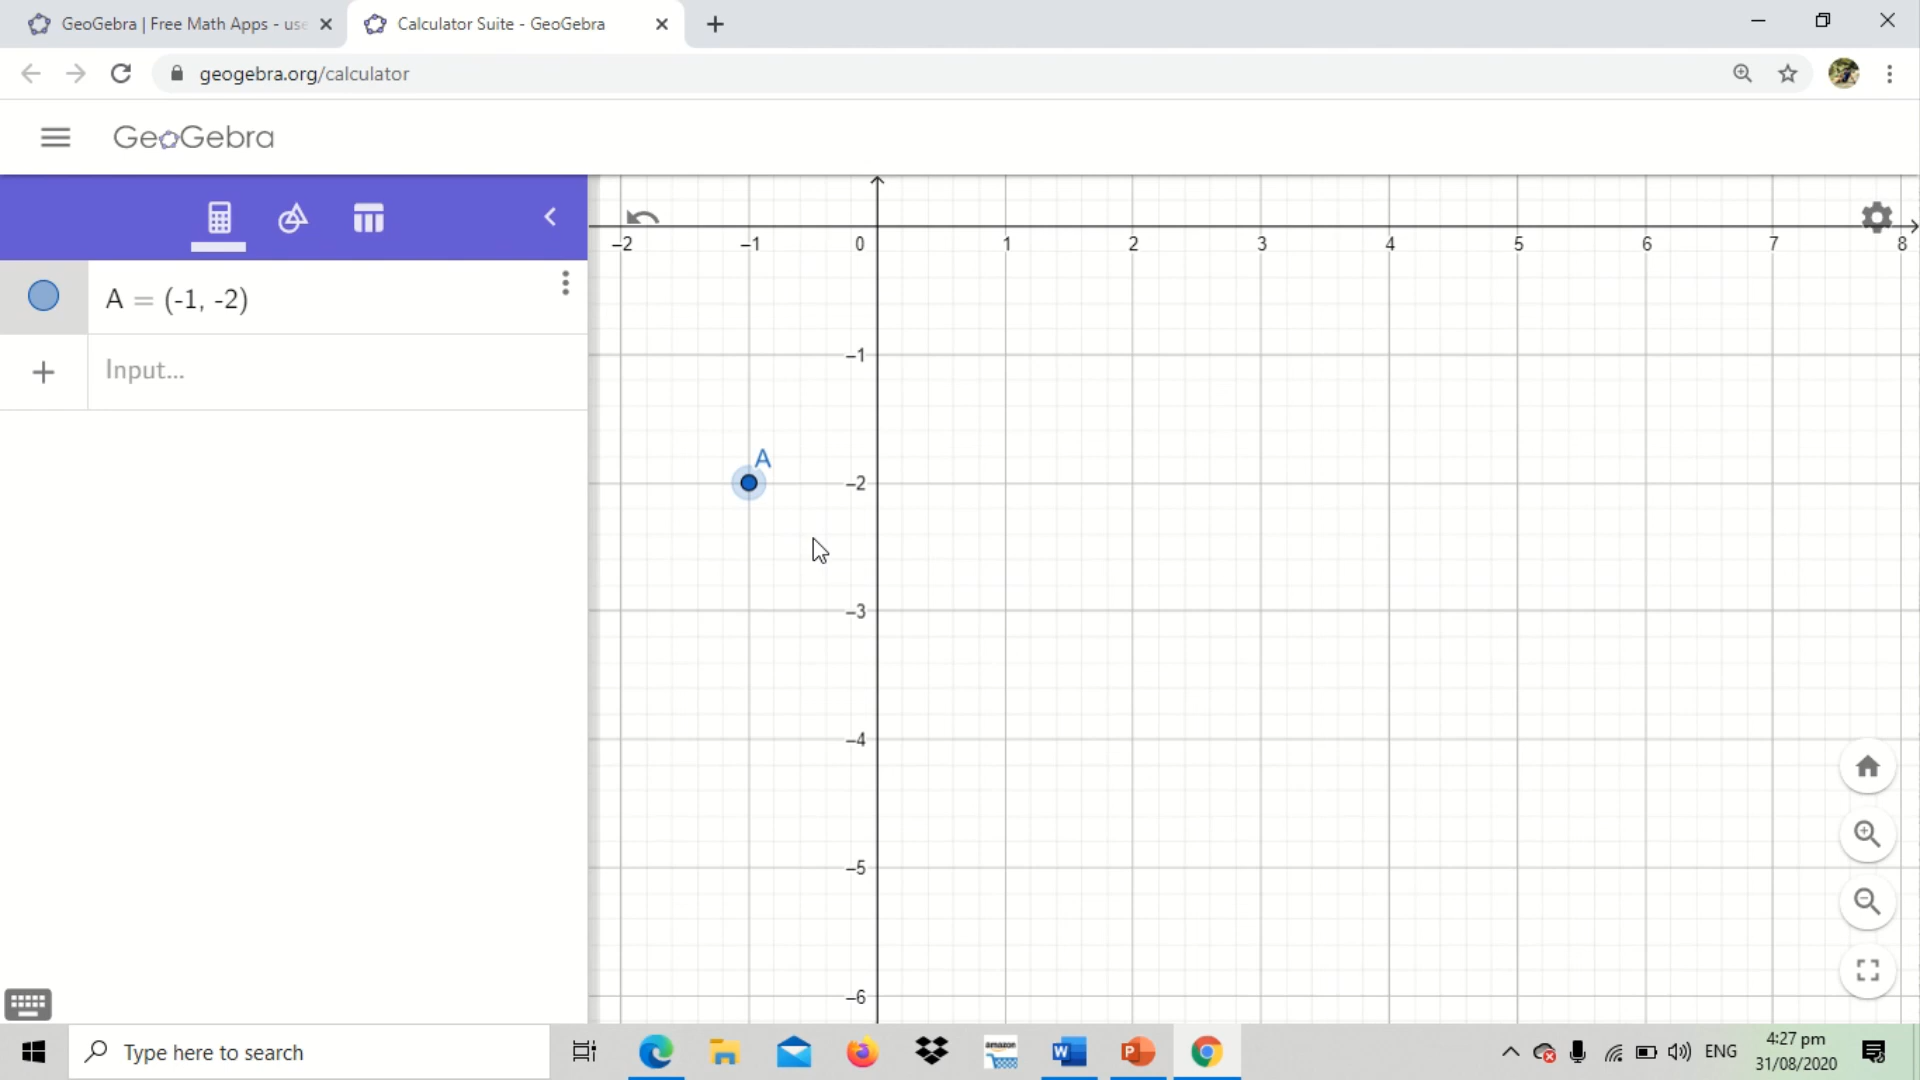 GeoGebra | Free Math Apps - use
Calculator Suite - GeoGebra
geogebra.org/calculator
GeoGebra
A = (-1, -2)
Input...
–2 –1 0 1 2 3 4 5 6 7 8
–1
A
–2
–3
–4
–5
–6
Type here to search
amazon
W
P
ENG
4:27 pm
31/08/2020